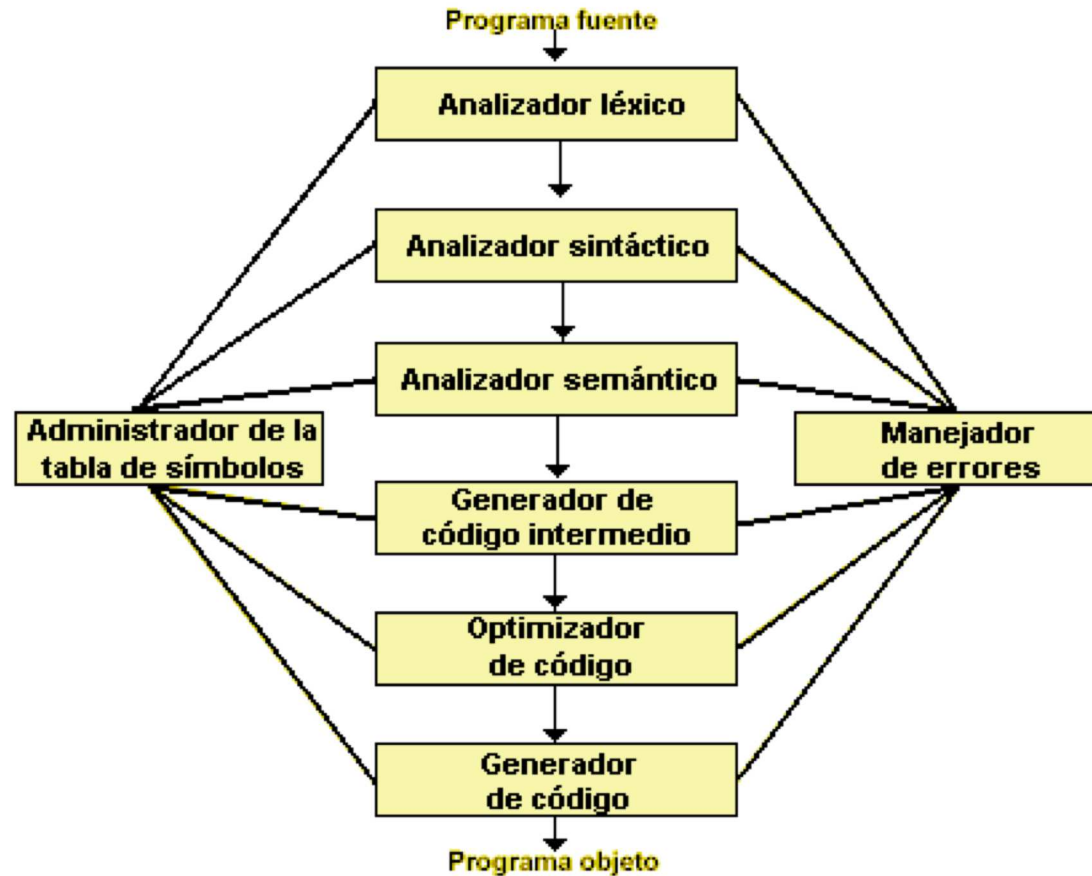 Programa fuente
Analizador léxico
Analizador sintáctico
Analizador semántico
Administrador de la
tabla de símbolos
Manejador
de errores
Generador de
código intermedio
Optimizador
de código
Generador
de código
Programa objeto